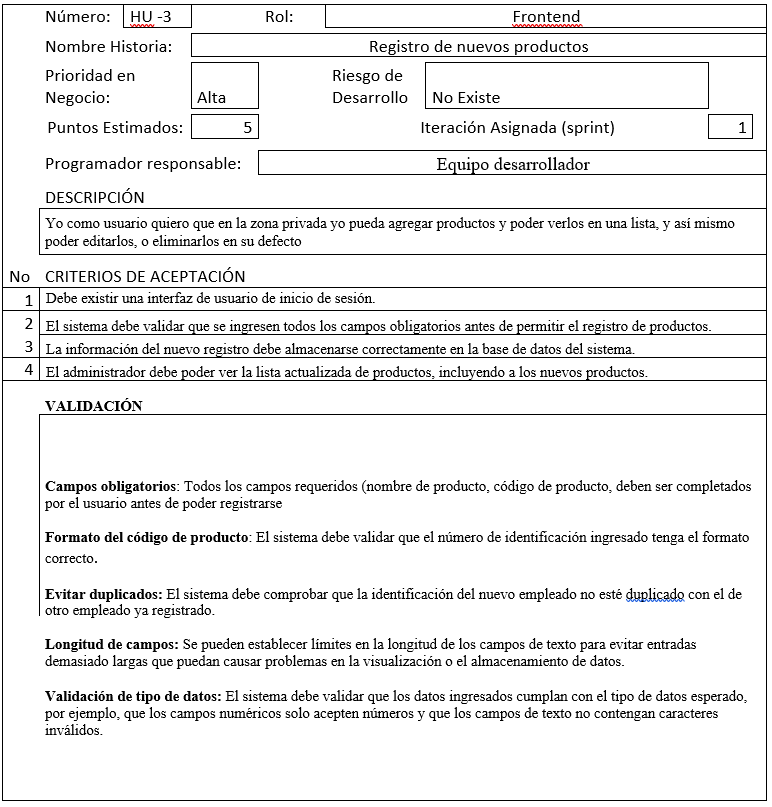 Número: HU -3 Rol: Frontend
Nombre Historia: Registro de nuevos productos
Prioridad en Riesgo de
Negocio: Alta Desarrollo No Existe
Puntos Estimados: 5 Iteración Asignada (sprint) 1
Programador responsable: Equipo desarrollador
DESCRIPCIÓN
Yo como usuario quiero que en la zona privada yo pueda agregar productos y poder verlos en una lista, y así mismo
poder editarlos, o eliminarlos en su defecto
No CRITERIOS DE ACEPTACIÓN
1 Debe existir una interfaz de usuario de inicio de sesión.
2 El sistema debe validar que se ingresen todos los campos obligatorios antes de permitir el registro de productos.
3 La información del nuevo registro debe almacenarse correctamente en la base de datos del sistema.
4 El administrador debe poder ver la lista actualizada de productos, incluyendo a los nuevos productos.
VALIDACIÓN
Campos obligatorios: Todos los campos requeridos (nombre de producto, código de producto, deben ser completados
por el usuario antes de poder registrarse
Formato del código de producto: El sistema debe validar que el número de identificación ingresado tenga el formato
correcto.
Evitar duplicados: El sistema debe comprobar que la identificación del nuevo empleado no esté duplicado con el de
otro empleado ya registrado.
Longitud de campos: Se pueden establecer límites en la longitud de los campos de texto para evitar entradas
demasiado largas que puedan causar problemas en la visualización o el almacenamiento de datos.
Validación de tipo de datos: El sistema debe validar que los datos ingresados cumplan con el tipo de datos esperado,
por ejemplo, que los campos numéricos solo acepten números y que los campos de texto no contengan caracteres
inválidos.